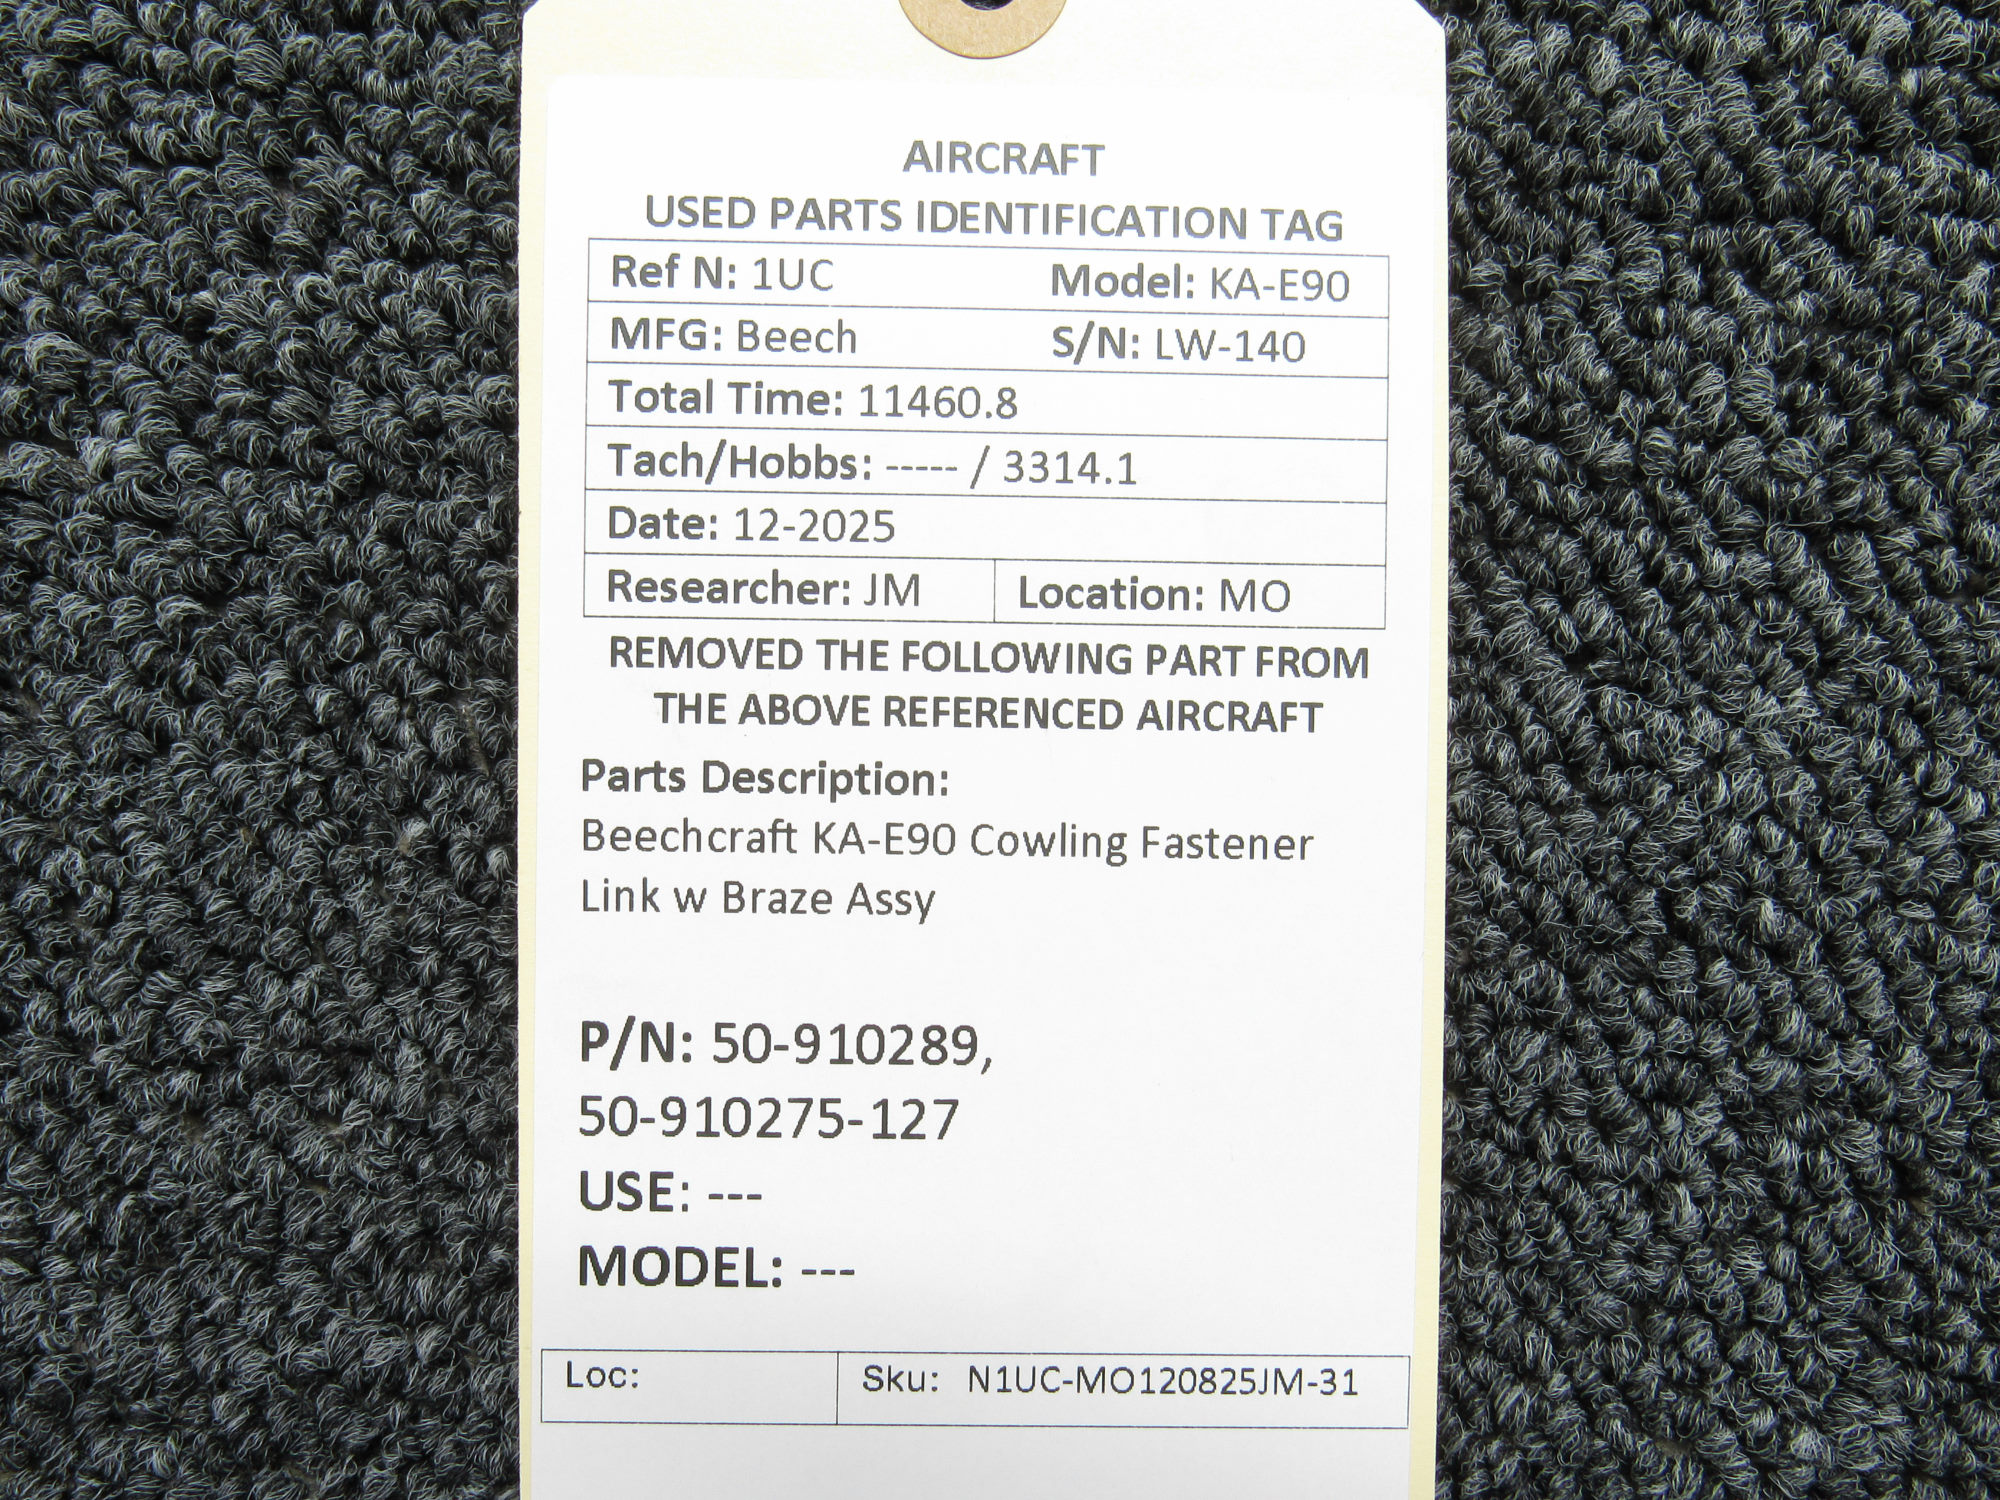 AIRCRAFT
USED PARTS IDENTIFICATION TAG
Ref N: 1UC Model: KA-E90
MFG: Beech S/N: LW-140
Total Time: 11460.8
Tach/Hobbs: ----- / 3314.1
Date: 12-2025
Researcher: JM Location: MO
REMOVED THE FOLLOWING PART FROM
THE ABOVE REFERENCED AIRCRAFT
Parts Description:
Beechcraft KA-E90 Cowling Fastener
Link w Braze Assy
P/N: 50-910289,
50-910275-127
USE: ---
MODEL: ---
Loc: Sku: N1UC-MO120825JM-31